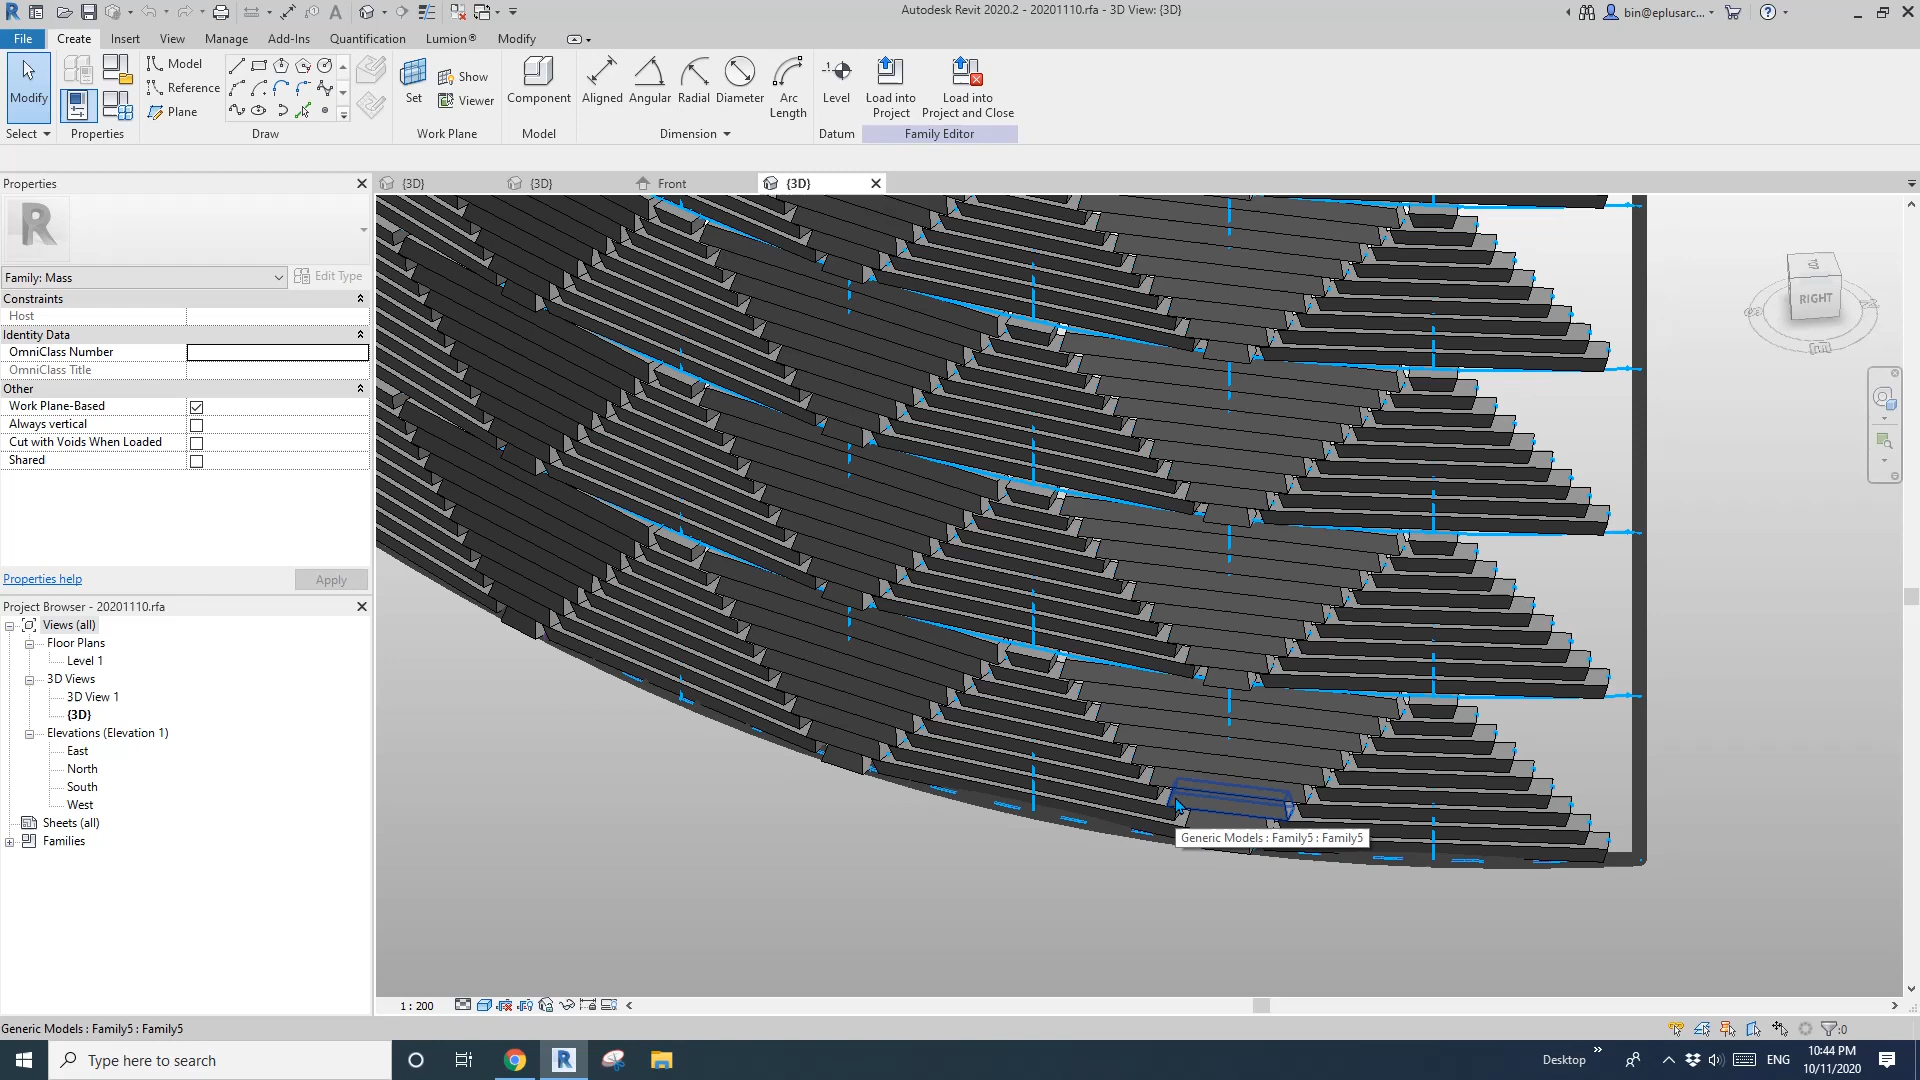 Autodesk Revit 2020.2 - 20201110.rfa - 3D View: {3D}
bin@eplusarc...
File Create Insert View Manage Add-Ins Quantification Lumion® Modify
Modify
Select
Properties
Model
Reference
Plane
Draw
Set
Show
Viewer
Work Plane
Component
Model
Aligned Angular Radial Diameter Arc Length
Dimension
Level
Datum
Load into Project
Load into Project and Close
Family Editor
Properties
{3D} {3D} Front {3D}
Family: Mass
Edit Type
Constraints
Host
Identity Data
OmniClass Number
OmniClass Title
Other
Work Plane-Based
Always vertical
Cut with Voids When Loaded
Shared
Properties help
Apply
Project Browser - 20201110.rfa
Views (all)
Floor Plans
Level 1
3D Views
3D View 1
{3D}
Elevations (Elevation 1)
East
North
South
West
Sheets (all)
Families
RIGHT
Generic Models : Family5 : Family5
1 : 200
Generic Models : Family5 : Family5
:0
Type here to search
Desktop
ENG
10:44 PM
10/11/2020